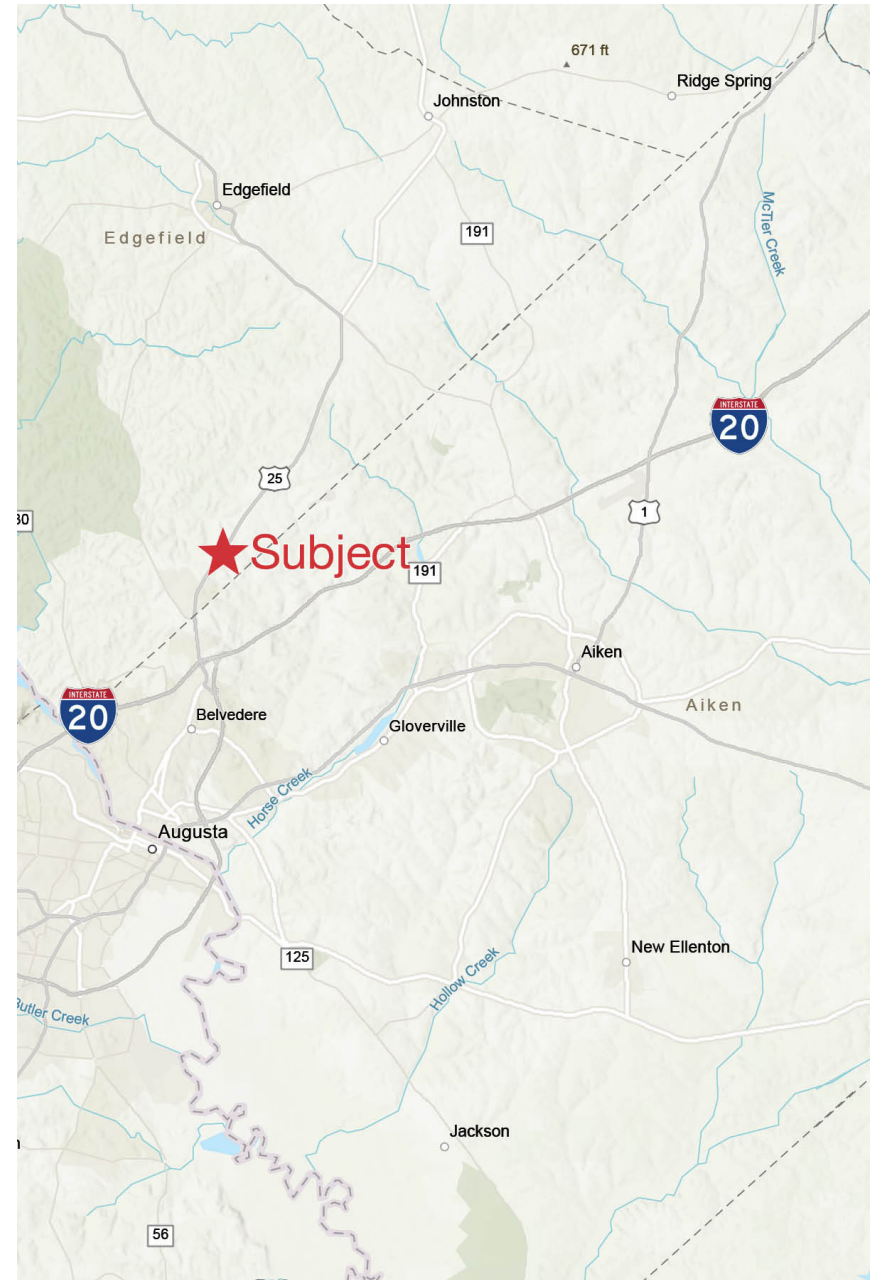 671 ft
Ridge Spring
Johnston
Edgefield
McTier Creek
191
Edgefield
INTERSTATE
20
25
1
30
Subject
191
Aiken
INTERSTATE
20
Aiken
Belvedere
Gloverville
Horse Creek
Augusta
New Ellenton
125
Hollow Creek
Butler Creek
Jackson
56